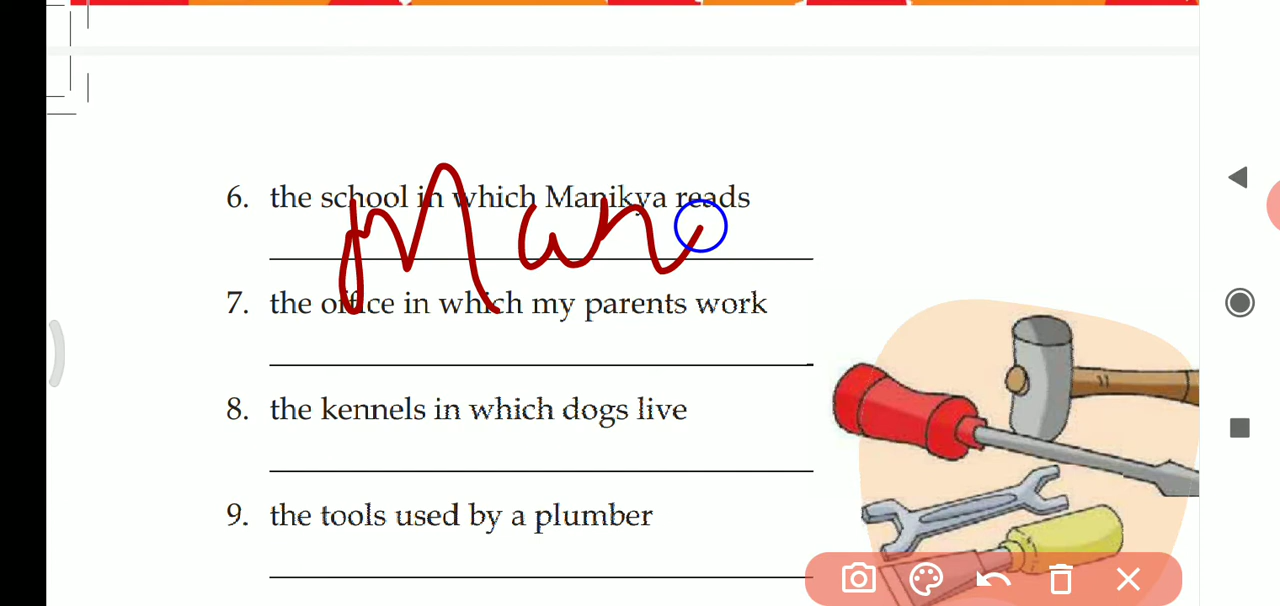 6. the school in which Manikya reads
Man
7. the office in which my parents work
8. the kennels in which dogs live
9. the tools used by a plumber